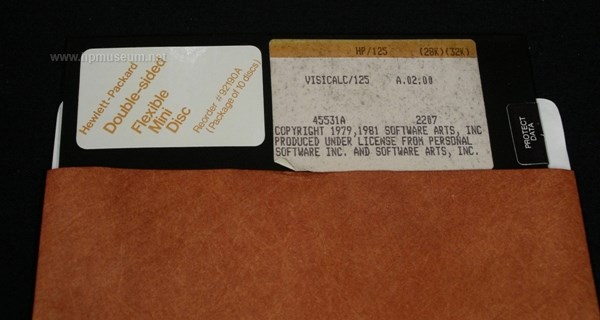 www.hpmuseum.net
Hewlett-Packard
Double-sided
Flexible
Mini
Disc
Reorder #92190A
(Package of 10 discs)
HP/125 (28K)(32K)
VISICALC/125 A.02.00
45531A 2207
COPYRIGHT 1979,1981 SOFTWARE ARTS, INC
PRODUCED UNDER LICENSE FROM PERSONAL
SOFTWARE INC. AND SOFTWARE ARTS, INC.
PROTECT
DATA